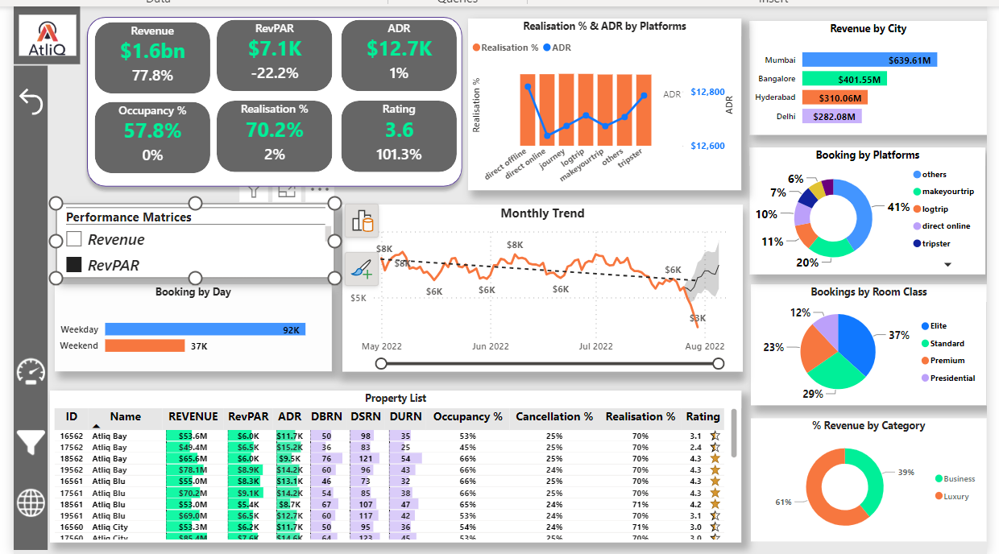 Data Queries Insert
AtliQ
Revenue
$1.6bn
77.8%
RevPAR
$7.1K
-22.2%
ADR
$12.7K
1%
Occupancy %
57.8%
0%
Realisation %
70.2%
2%
Rating
3.6
101.3%
Realisation % & ADR by Platforms
Realisation % ADR
Realisation %
ADR
$12,800
$12,600
ADR
direct offline
direct online
journey
logtrip
makeyourtrip
others
tripster
Revenue by City
Mumbai $639.61M
Bangalore $401.55M
Hyderabad $310.06M
Delhi $282.08M
Booking by Platforms
6%
7%
10%
11%
20%
41%
others
makeyourtrip
logtrip
direct online
tripster
Performance Matrices
Revenue
RevPAR
Booking by Day
Weekday 92K
Weekend 37K
Monthly Trend
$8K
$8K
$6K
$6K
$8K
$6K
$6K
$3K
$5K
May 2022 Jun 2022 Jul 2022 Aug 2022
Bookings by Room Class
12%
23%
29%
37%
Elite
Standard
Premium
Presidential
Property List
ID Name REVENUE RevPAR ADR DBRN DSRN DURN Occupancy % Cancellation % Realisation % Rating
16562 Atliq Bay $53.6M $6.0K $11.7K 50 98 35 53% 25% 70% 3.1
17562 Atliq Bay $49.4M $6.5K $15.2K 36 83 25 45% 25% 70% 2.4
18562 Atliq Bay $65.6M $6.0K $9.5K 76 121 54 66% 25% 70% 4.3
19562 Atliq Bay $78.1M $8.9K $14.2K 60 96 43 66% 24% 70% 4.3
16561 Atliq Blu $55.0M $8.3K $13.1K 46 73 32 66% 25% 70% 4.3
17561 Atliq Blu $70.2M $9.1K $14.2K 54 85 38 66% 25% 70% 4.3
18561 Atliq Blu $53.0M $5.4K $8.7K 67 107 47 65% 24% 71% 4.2
19561 Atliq Blu $69.0M $6.5K $12.7K 60 117 42 53% 24% 70% 3.1
16560 Atliq City $53.3M $6.2K $11.7K 50 95 36 54% 24% 71% 3.0
17560 Atliq City $85.4M $7.6K $14.6K 64 123 45 53% 25% 70% 3.0
% Revenue by Category
39%
61%
Business
Luxury